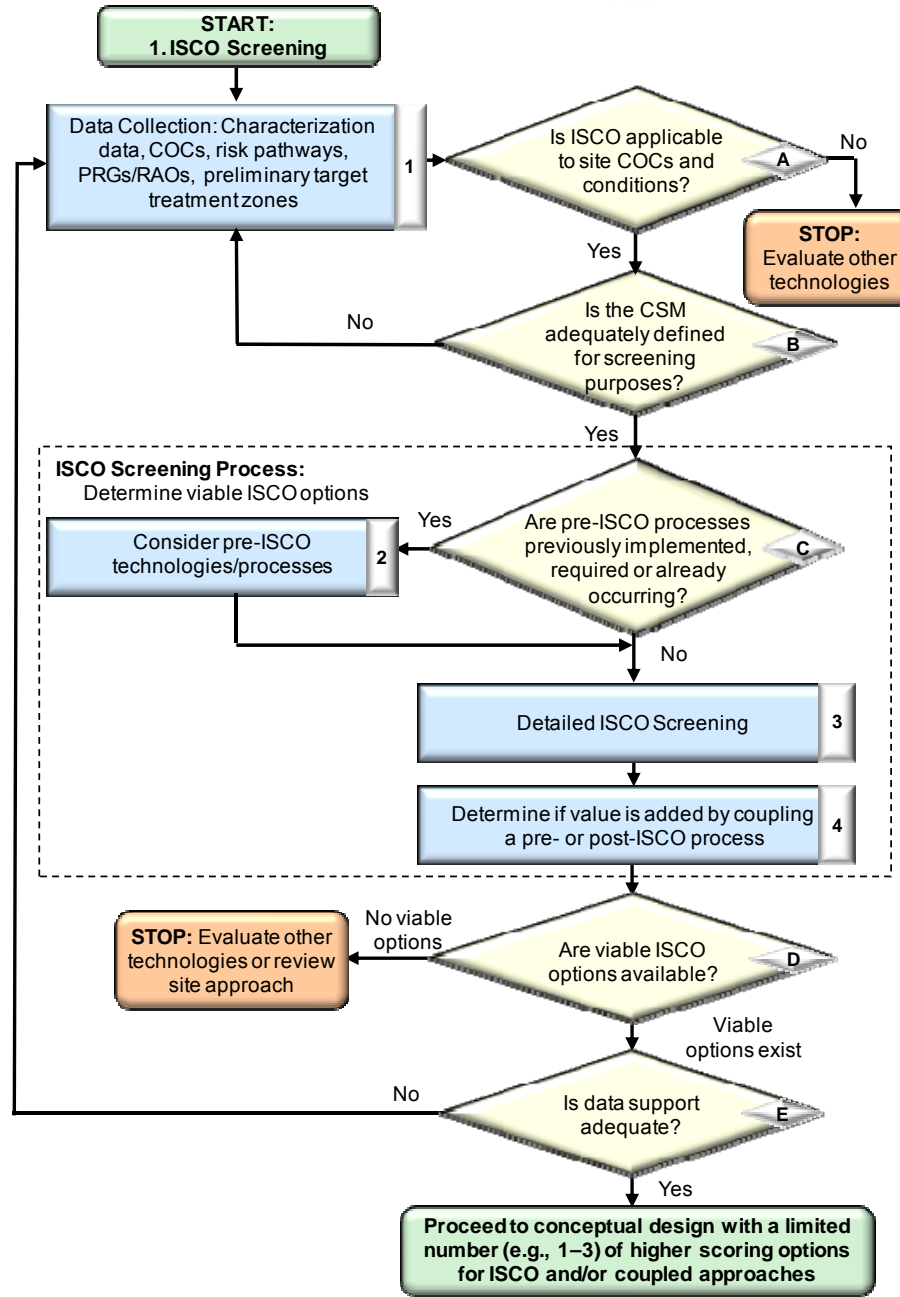 START:
1. ISCO Screening
Data Collection: Characterization
data, COCs, risk pathways,
PRGs/RAOs, preliminary target
treatment zones
1
Is ISCO applicable
to site COCs and
conditions?
A
No
STOP:
Evaluate other
technologies
Yes
Is the CSM
adequately defined
for screening
purposes?
B
No
Yes
ISCO Screening Process:
Determine viable ISCO options
Are pre-ISCO processes
previously implemented,
required or already
occurring?
C
Yes
Consider pre-ISCO
technologies/processes
2
No
Detailed ISCO Screening
3
Determine if value is added by coupling
a pre- or post-ISCO process
4
Are viable ISCO
options available?
D
No viable
options
STOP: Evaluate other
technologies or review
site approach
Viable
options exist
Is data support
adequate?
E
No
Yes
Proceed to conceptual design with a limited
number (e.g., 1–3) of higher scoring options
for ISCO and/or coupled approaches